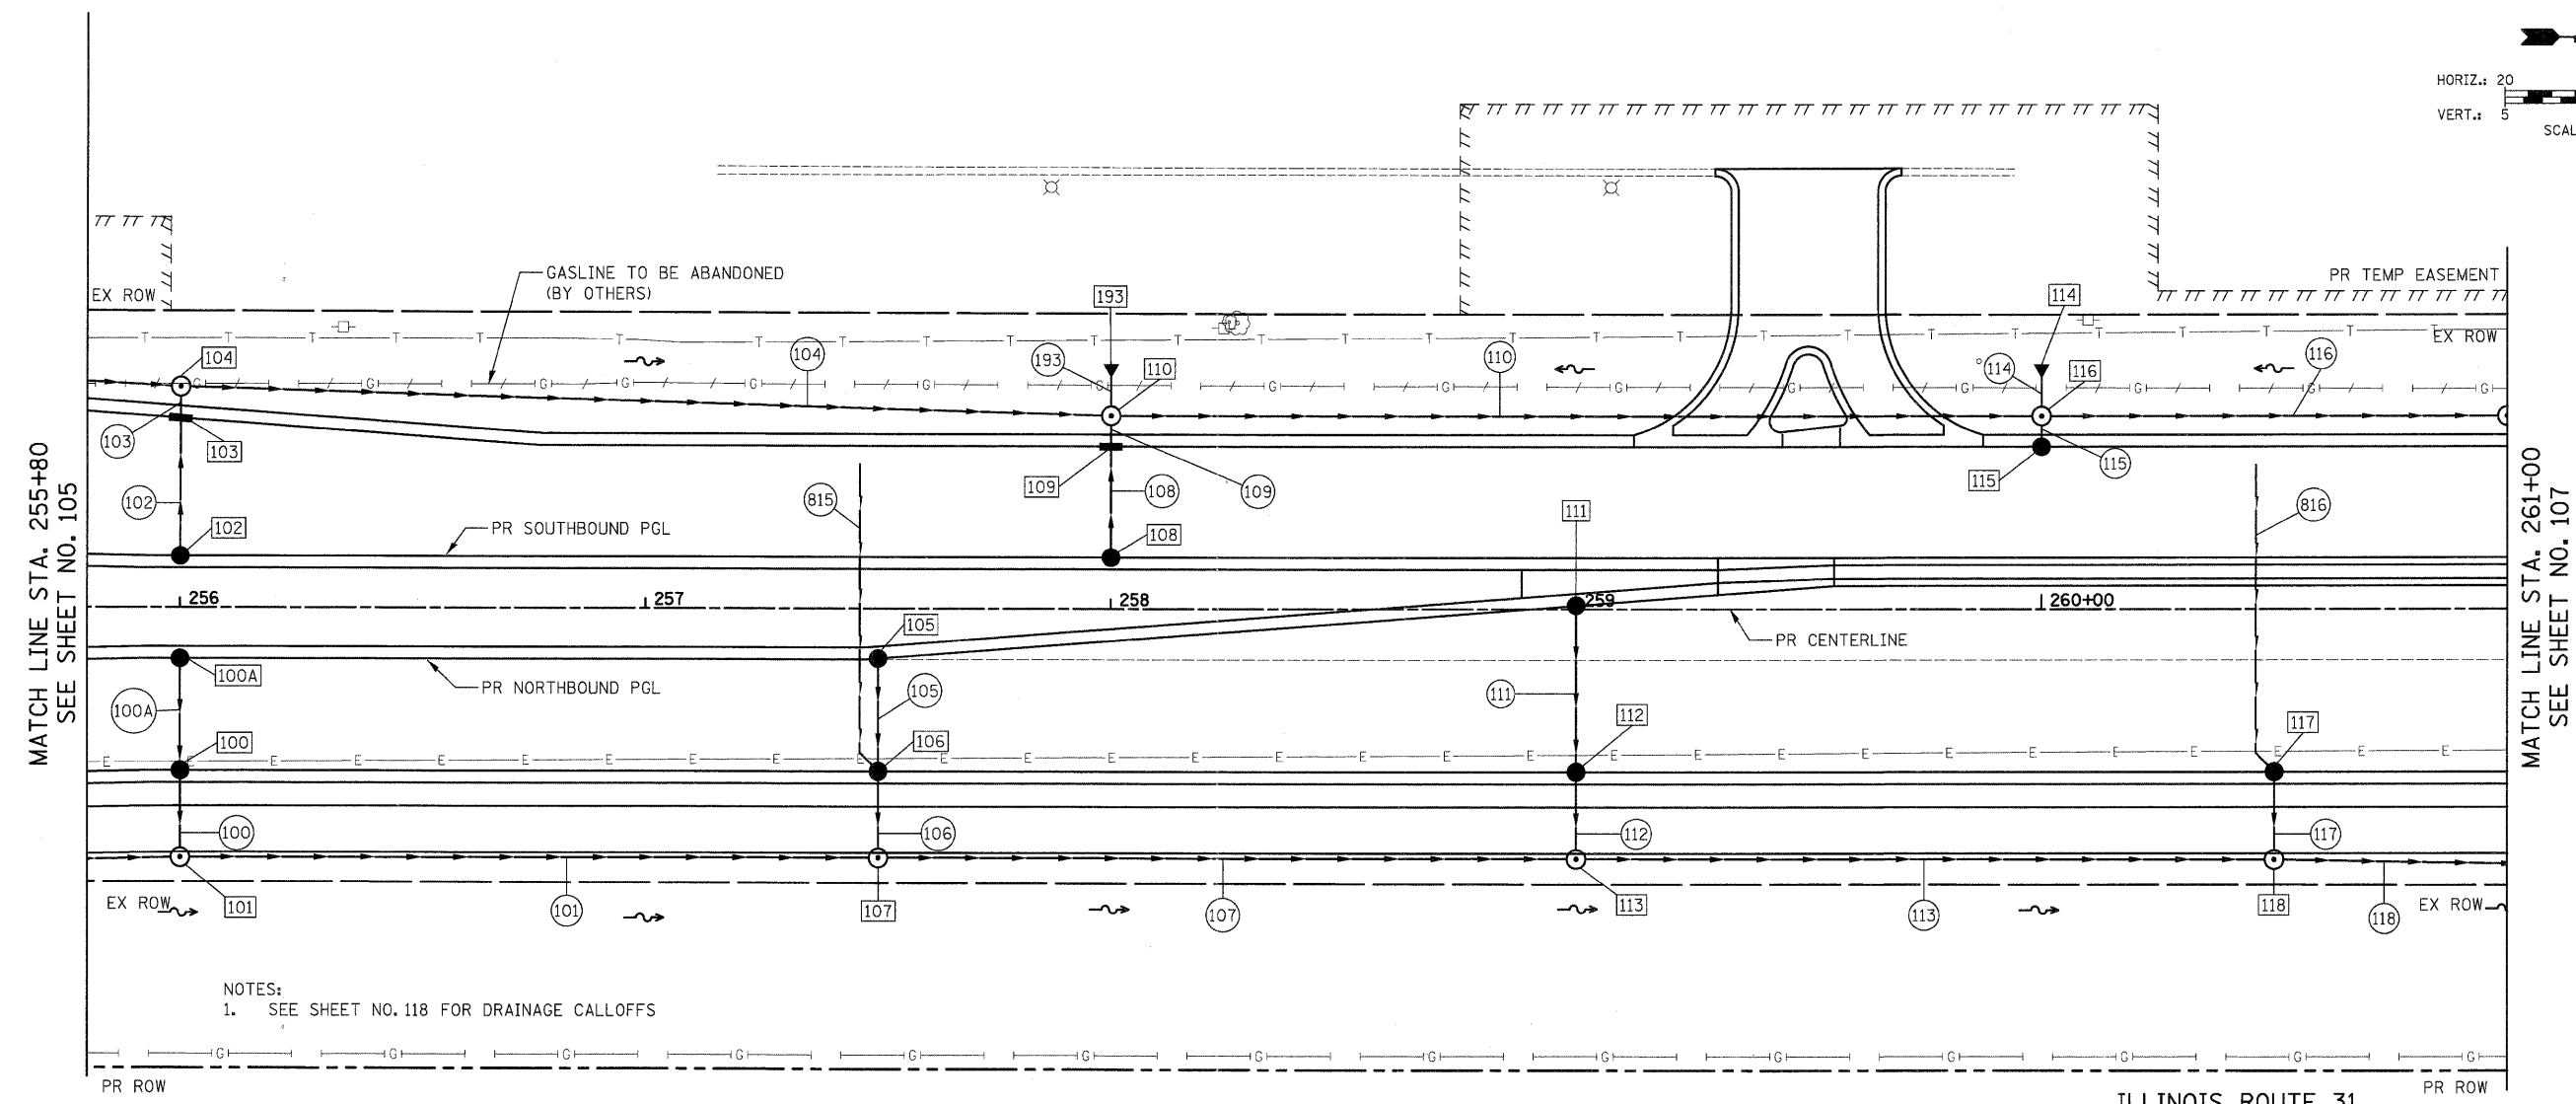 HORIZ.: 20
VERT.: 5
MATCH LINE STA. 255+80
SEE SHEET NO. 105
MATCH LINE STA. 261+00
SEE SHEET NO. 107
PR TEMP EASEMENT
GASLINE TO BE ABANDONED
(BY OTHERS)
EX ROW
193
114
EX ROW
104
104
193
110
110
114
116
116
103
103
109
108
109
115
115
102
102
815
111
816
PR SOUTHBOUND PGL
108
256
257
258
259
260+00
105
PR CENTERLINE
100A
PR NORTHBOUND PGL
105
111
100A
100
106
112
117
100
106
112
117
EX ROW
101
101
107
107
113
113
118
118
EX ROW
NOTES:
1. SEE SHEET NO. 118 FOR DRAINAGE CALLOFFS
PR ROW
PR ROW
ILLINOIS ROUTE 31